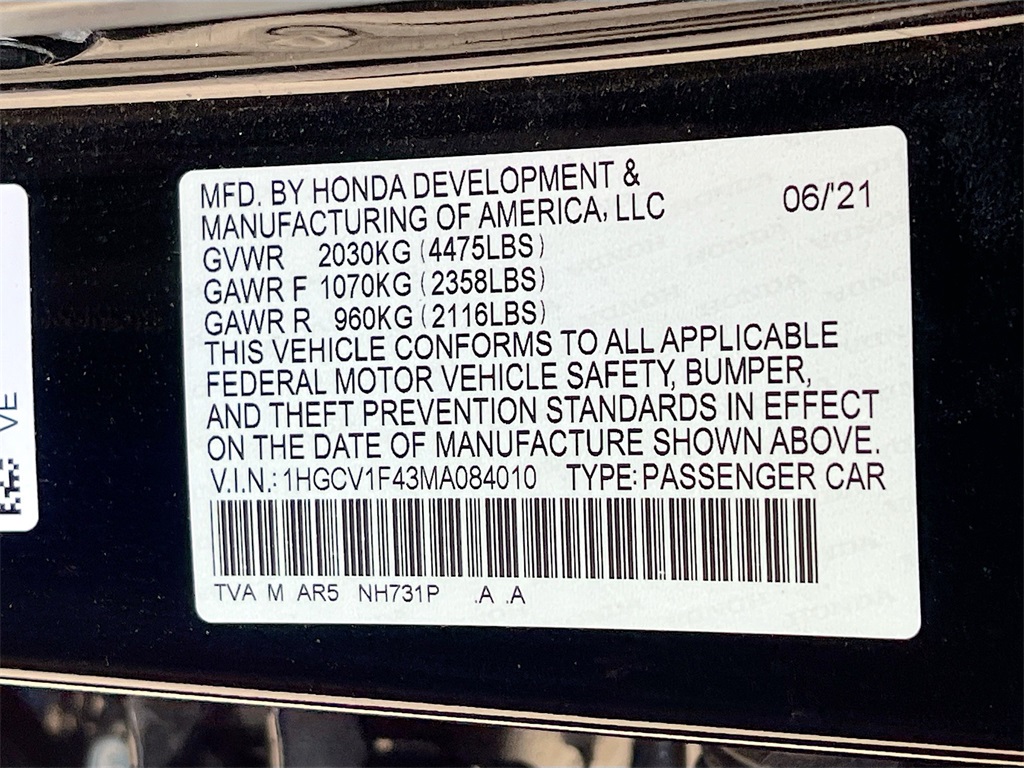 MFD. BY HONDA DEVELOPMENT &
MANUFACTURING OF AMERICA, LLC
06/'21
GVWR 2030KG (4475LBS)
GAWR F 1070KG (2358LBS)
GAWR R 960KG (2116LBS)
THIS VEHICLE CONFORMS TO ALL APPLICABLE
FEDERAL MOTOR VEHICLE SAFETY, BUMPER,
AND THEFT PREVENTION STANDARDS IN EFFECT
ON THE DATE OF MANUFACTURE SHOWN ABOVE.
V.I.N.: 1HGCV1F43MA084010 TYPE: PASSENGER CAR
TVA M AR5 NH731P .A .A
VE